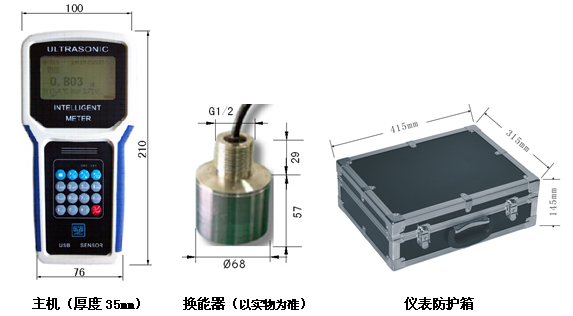 100
ULTRASONIC
0.803
INTELLIGENT
METER
USB SENSOR
210
76
G1/2
29
57
Ø68
415mm
315mm
145mm
主机（厚度35mm）
换能器（以实物为准）
仪表防护箱